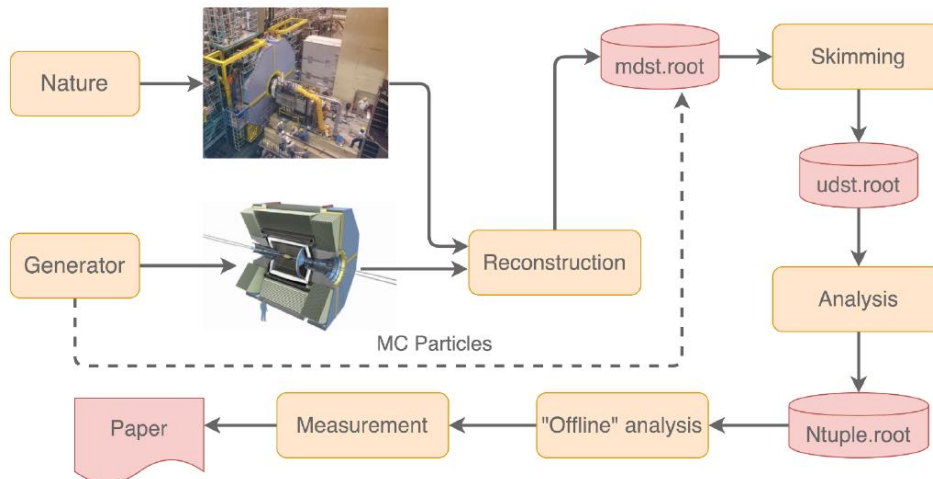 Nature
mdst.root
Skimming
udst.root
Generator
Reconstruction
Analysis
MC Particles
Paper
Measurement
"Offline" analysis
Ntuple.root